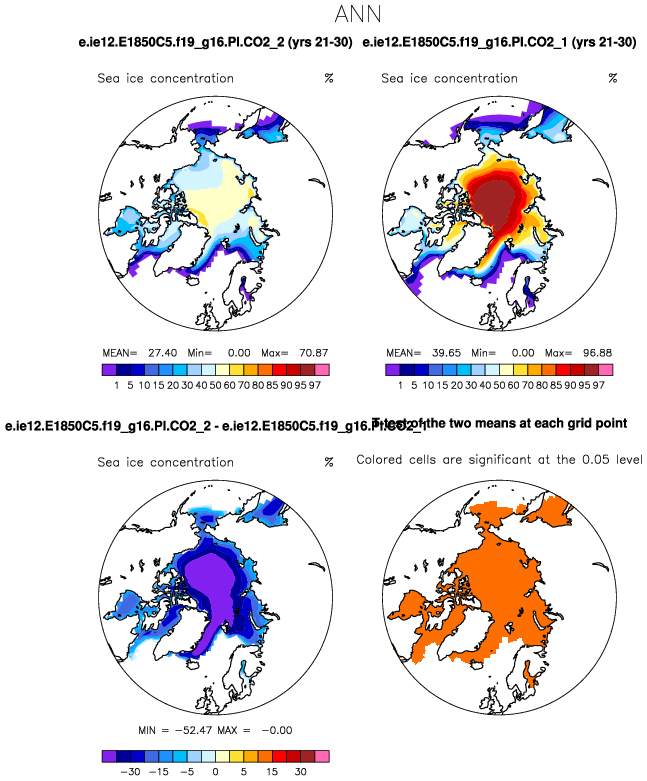 ANN
e.ie12.E1850C5.f19_g16.PI.CO2_2 (yrs 21-30)
e.ie12.E1850C5.f19_g16.PI.CO2_1 (yrs 21-30)
Sea ice concentration %
Sea ice concentration %
MEAN= 27.40 Min= 0.00 Max= 70.87
MEAN= 39.65 Min= 0.00 Max= 96.88
1 5 10 15 20 30 40 50 60 70 80 85 90 95 97
1 5 10 15 20 30 40 50 60 70 80 85 90 95 97
e.ie12.E1850C5.f19_g16.PI.CO2_2 - e.ie12.E1850C5.f19_g16.PI.CO2_1
T-test of the two means at each grid point
Sea ice concentration %
Colored cells are significant at the 0.05 level
MIN = -52.47 MAX = -0.00
-30 -15 -5 0 5 15 30